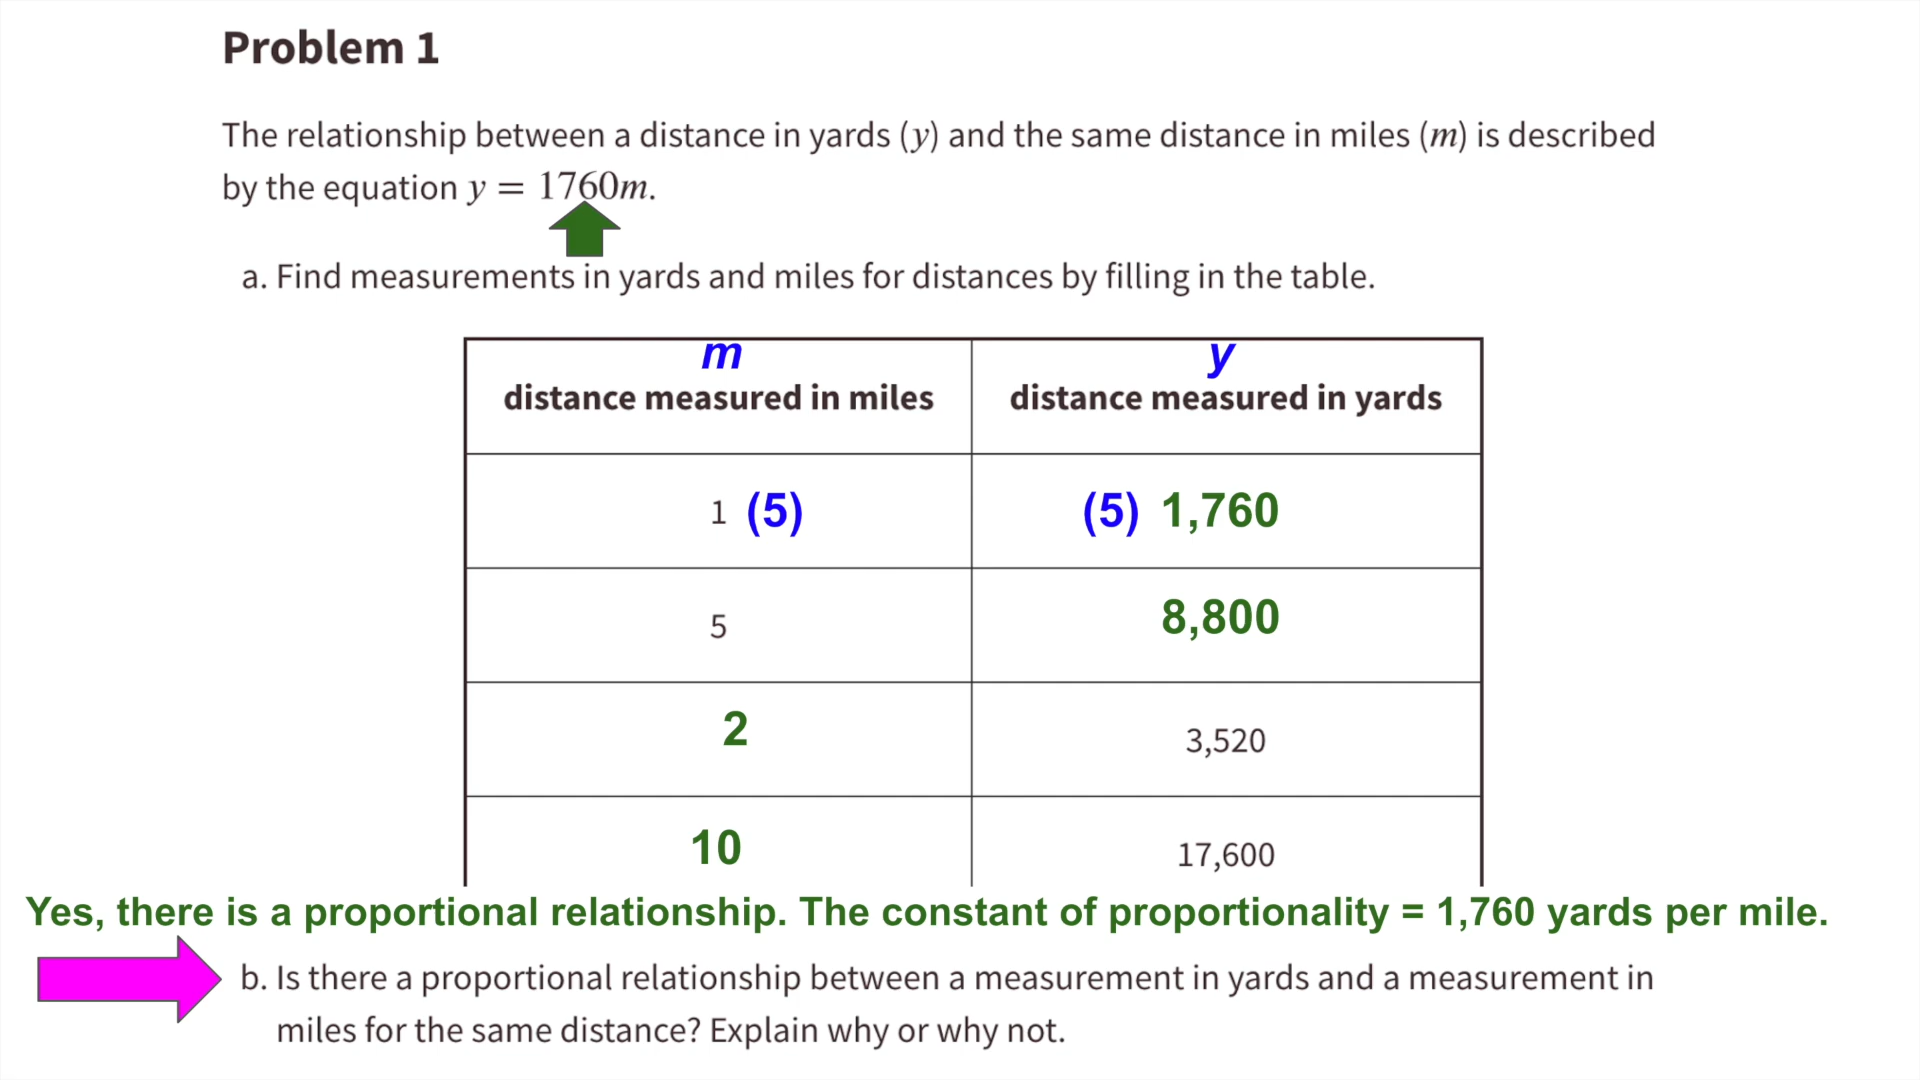 Problem 1
The relationship between a distance in yards (y) and the same distance in miles (m) is described
by the equation y = 1760m.
a. Find measurements in yards and miles for distances by filling in the table.
m y
distance measured in miles distance measured in yards
1 (5) (5) 1,760
5 8,800
2 3,520
10 17,600
Yes, there is a proportional relationship. The constant of proportionality = 1,760 yards per mile.
b. Is there a proportional relationship between a measurement in yards and a measurement in
miles for the same distance? Explain why or why not.